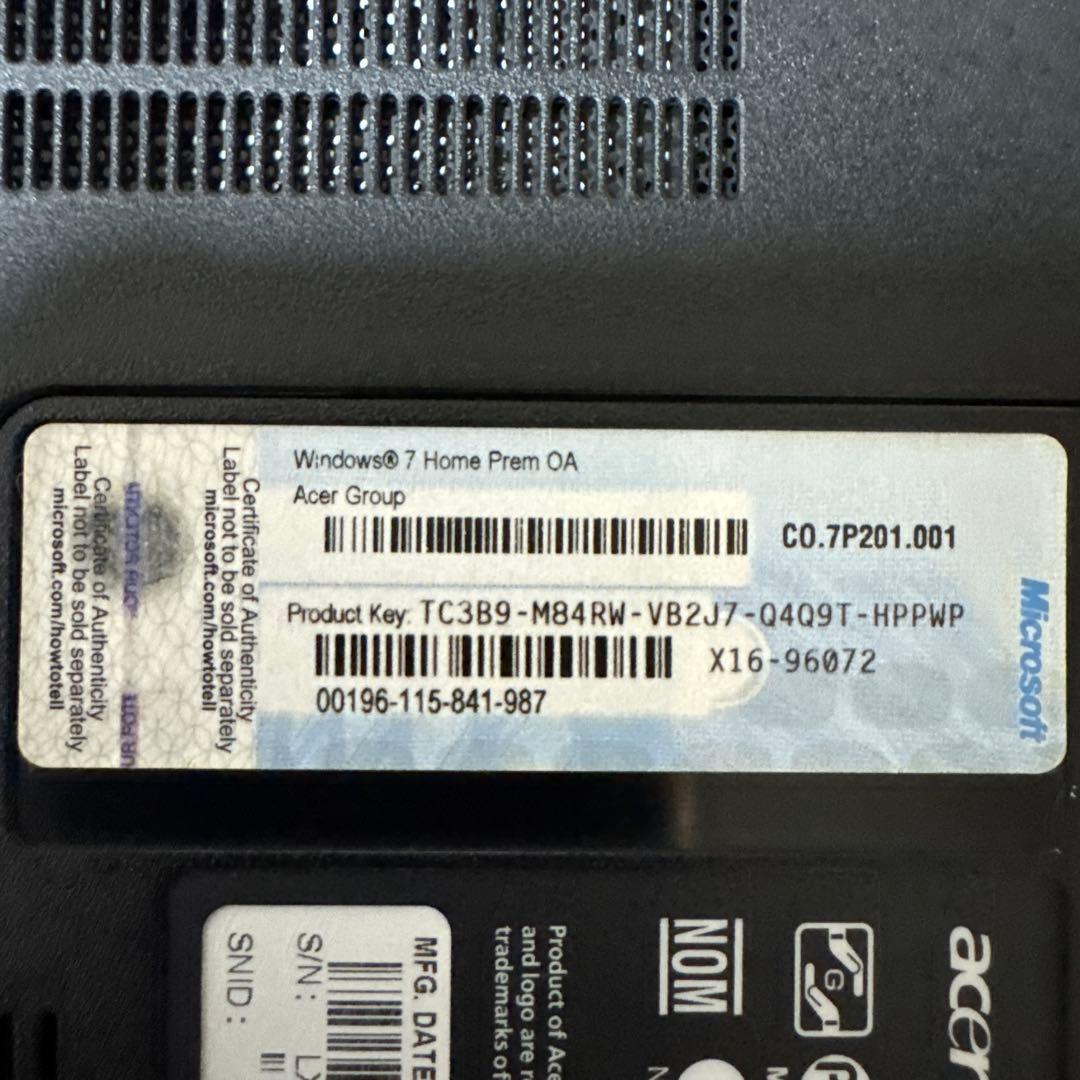 Windows® 7 Home Prem OA
Acer Group
CO.7P201.001
Product Key: TC3B9-M84RW-VB2J7-Q4Q9T-HPPWP
X16-96072
00196-115-841-987
Microsoft
Certificate of Authenticity
Label not to be sold separately
microsoft.com/howtotell
Certificate of Authenticity
Label not to be sold separately
microsoft.com/howtotell
acer
NOM
G
Product of Ace
and logo are r
trademarks of
MFG. DATE
S/N: LX
SNID: